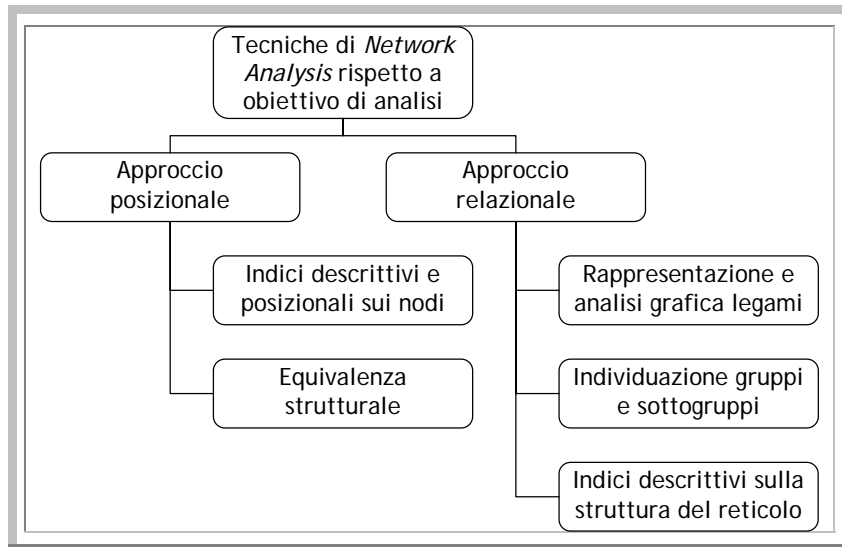 Tecniche di Network
Analysis rispetto a
obiettivo di analisi
Approccio
posizionale
Approccio
relazionale
Indici descrittivi e
posizionali sui nodi
Rappresentazione e
analisi grafica legami
Equivalenza
strutturale
Individuazione gruppi
e sottogruppi
Indici descrittivi sulla
struttura del reticolo